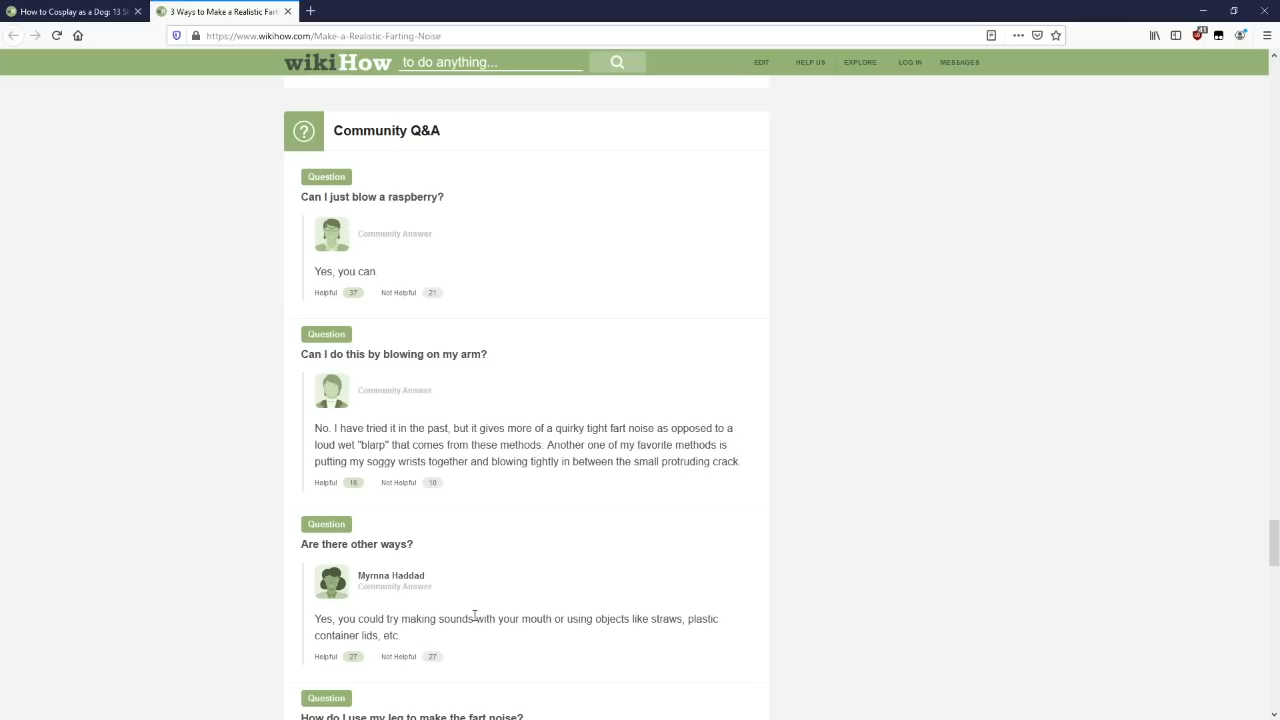 How to Cosplay as a Dog: 13 St
3 Ways to Make a Realistic Fart
https://www.wikihow.com/Make-a-Realistic-Farting-Noise
wikiHow to do anything...
EDIT HELP US EXPLORE LOG IN MESSAGES
Community Q&A
Question
Can I just blow a raspberry?
Community Answer
Yes, you can.
Helpful 37 Not Helpful 21
Question
Can I do this by blowing on my arm?
Community Answer
No. I have tried it in the past, but it gives more of a quirky tight fart noise as opposed to a
loud wet "blarp" that comes from these methods. Another one of my favorite methods is
putting my soggy wrists together and blowing tightly in between the small protruding crack.
Helpful 16 Not Helpful 10
Question
Are there other ways?
Myrnna Haddad
Community Answer
Yes, you could try making sounds with your mouth or using objects like straws, plastic
container lids, etc.
Helpful 27 Not Helpful 27
Question
How do I use my leg to make the fart noise?